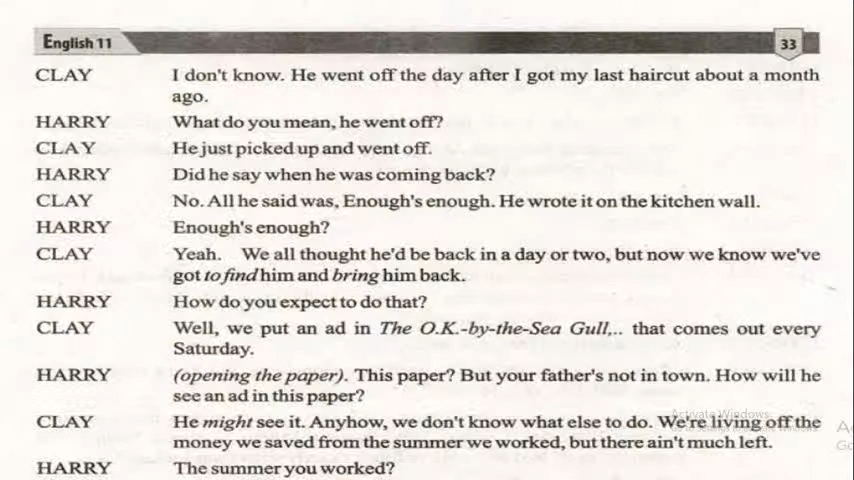 English 11
33
CLAY I don't know. He went off the day after I got my last haircut about a month
ago.
HARRY What do you mean, he went off?
CLAY He just picked up and went off.
HARRY Did he say when he was coming back?
CLAY No. All he said was, Enough's enough. He wrote it on the kitchen wall.
HARRY Enough's enough?
CLAY Yeah. We all thought he'd be back in a day or two, but now we know we've
got to find him and bring him back.
HARRY How do you expect to do that?
CLAY Well, we put an ad in The O.K.-by-the-Sea Gull,.. that comes out every
Saturday.
HARRY (opening the paper). This paper? But your father's not in town. How will he
see an ad in this paper?
CLAY He might see it. Anyhow, we don't know what else to do. We're living off the
money we saved from the summer we worked, but there ain't much left.
HARRY The summer you worked?
Activate Windows